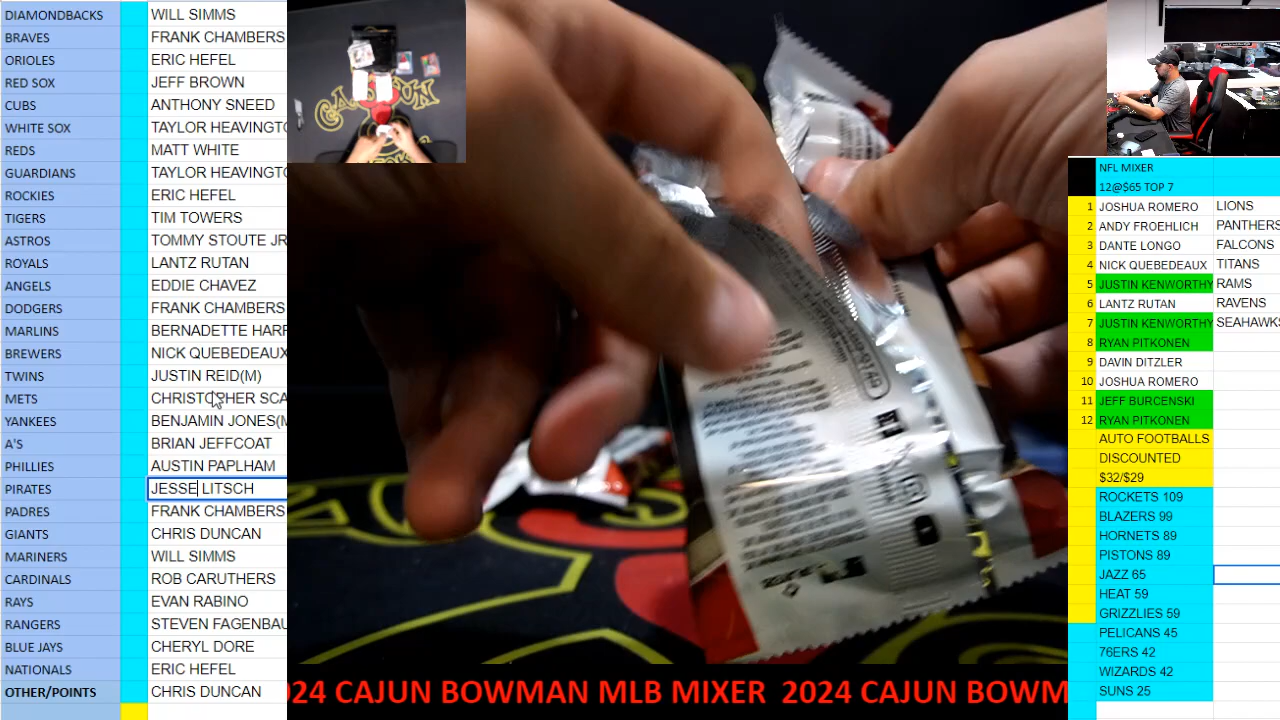 DIAMONDBACKS WILL SIMMS
BRAVES FRANK CHAMBERS
ORIOLES ERIC HEFEL
RED SOX JEFF BROWN
CUBS ANTHONY SNEED
WHITE SOX TAYLOR HEAVINGTO
REDS MATT WHITE
GUARDIANS TAYLOR HEAVINGTO
ROCKIES ERIC HEFEL
TIGERS TIM TOWERS
ASTROS TOMMY STOUTE JR
ROYALS LANTZ RUTAN
ANGELS EDDIE CHAVEZ
DODGERS FRANK CHAMBERS
MARLINS BERNADETTE HARR
BREWERS NICK QUEBEDEAUX
TWINS JUSTIN REID(M)
METS CHRISTOPHER SCA
YANKEES BENJAMIN JONES(M
A'S BRIAN JEFFCOAT
PHILLIES AUSTIN PAPLHAM
PIRATES JESSE LITSCH
PADRES FRANK CHAMBERS
GIANTS CHRIS DUNCAN
MARINERS WILL SIMMS
CARDINALS ROB CARUTHERS
RAYS EVAN RABINO
RANGERS STEVEN FAGENBAU
BLUE JAYS CHERYL DORE
NATIONALS ERIC HEFEL
OTHER/POINTS CHRIS DUNCAN
CAJUN
NFL MIXER
12@$65 TOP 7
1 JOSHUA ROMERO LIONS
2 ANDY FROEHLICH PANTHERS
3 DANTE LONGO FALCONS
4 NICK QUEBEDEAUX TITANS
5 JUSTIN KENWORTHY RAMS
6 LANTZ RUTAN RAVENS
7 JUSTIN KENWORTHY SEAHAWKS
8 RYAN PITKONEN
9 DAVIN DITZLER
10 JOSHUA ROMERO
11 JEFF BURCENSKI
12 RYAN PITKONEN
AUTO FOOTBALLS
DISCOUNTED
$32/$29
ROCKETS 109
BLAZERS 99
HORNETS 89
PISTONS 89
JAZZ 65
HEAT 59
GRIZZLIES 59
PELICANS 45
76ERS 42
WIZARDS 42
SUNS 25
24 CAJUN BOWMAN MLB MIXER 2024 CAJUN BOWM